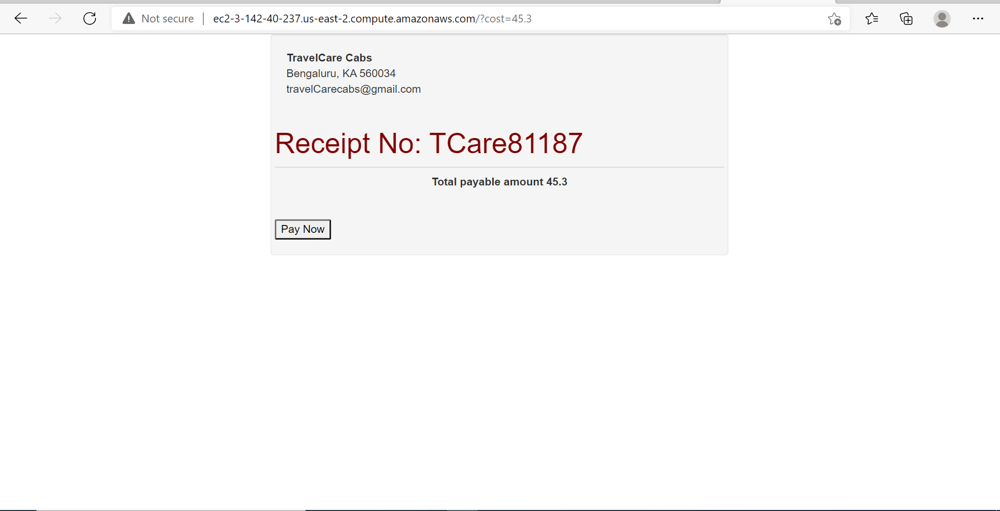 Not secure | ec2-3-142-40-237.us-east-2.compute.amazonaws.com/?cost=45.3
TravelCare Cabs
Bengaluru, KA 560034
travelCarecabs@gmail.com
Receipt No: TCare81187
Total payable amount 45.3
Pay Now